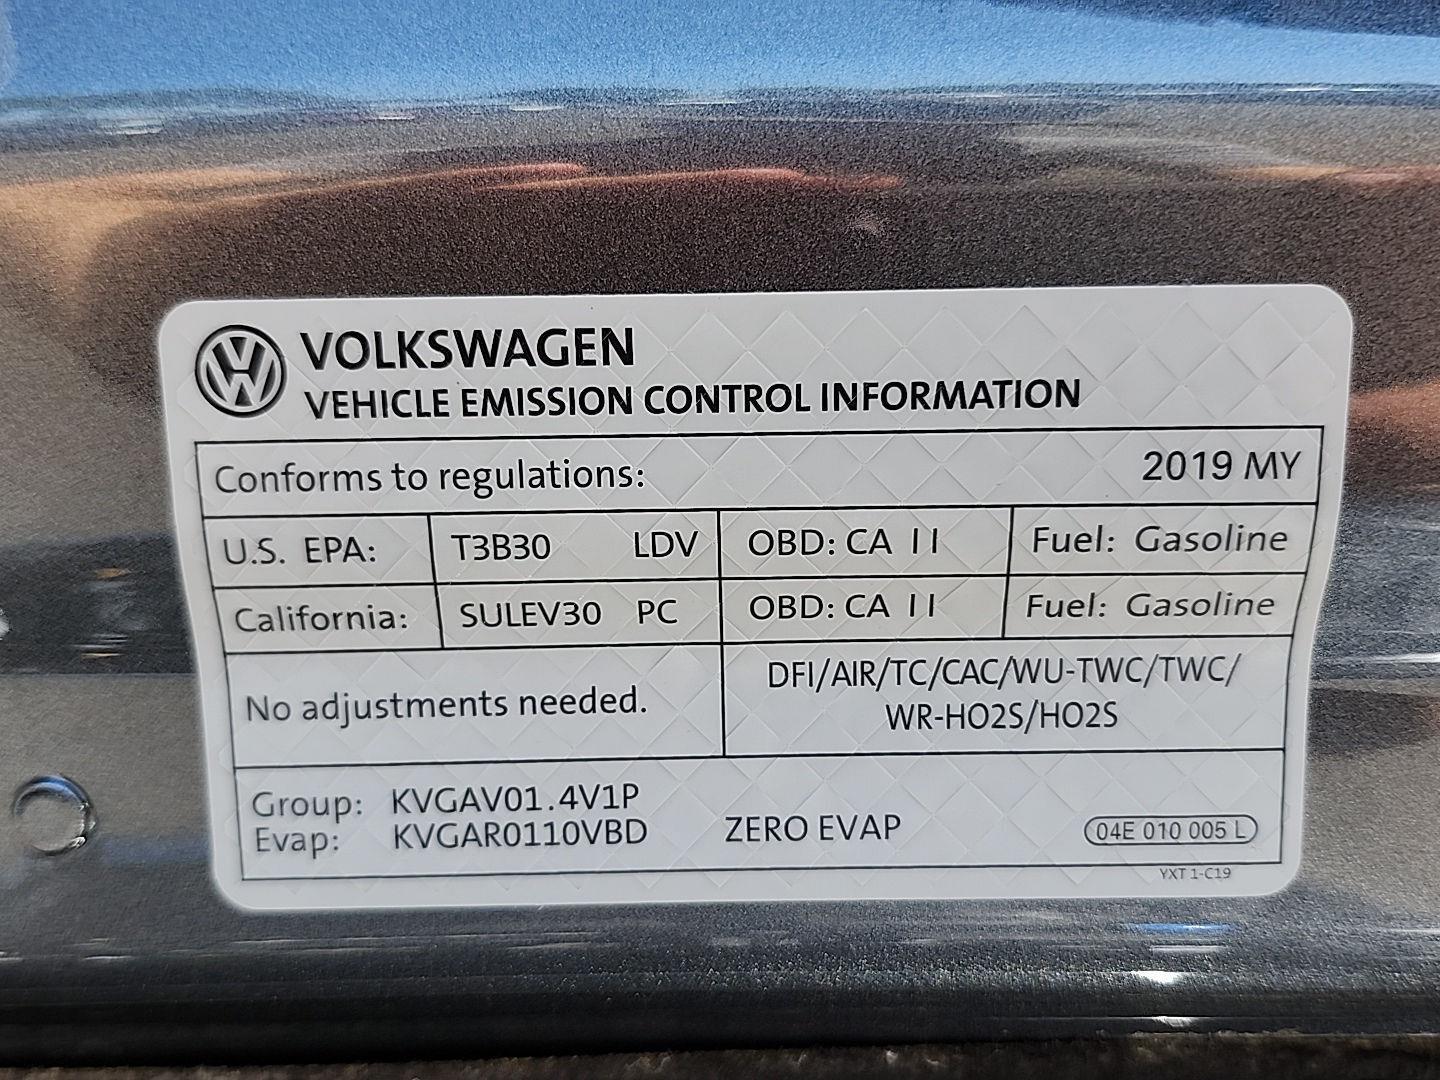 VOLKSWAGEN
VEHICLE EMISSION CONTROL INFORMATION
Conforms to regulations: 2019 MY
U.S. EPA: T3B30 LDV OBD: CA II Fuel: Gasoline
California: SULEV30 PC OBD: CA II Fuel: Gasoline
No adjustments needed.
DFI/AIR/TC/CAC/WU-TWC/TWC/
WR-HO2S/HO2S
Group: KVGAV01.4V1P
Evap: KVGAR0110VBD ZERO EVAP 04E 010 005 L
YXT 1-C19